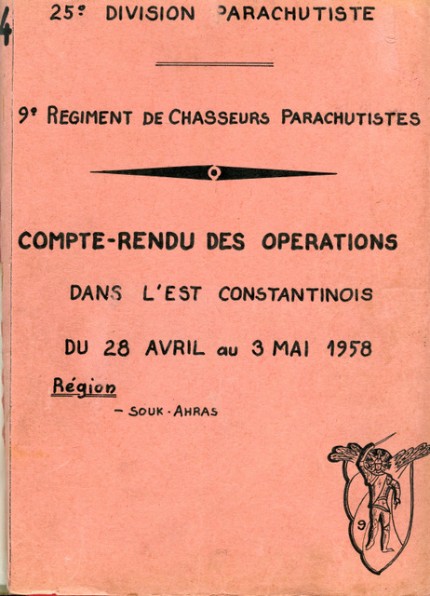 4
25e DIVISION PARACHUTISTE
9e REGIMENT DE CHASSEURS PARACHUTISTES
COMPTE-RENDU DES OPERATIONS
DANS L'EST CONSTANTINOIS
DU 28 AVRIL au 3 MAI 1958
Région
- SOUK-AHRAS
9